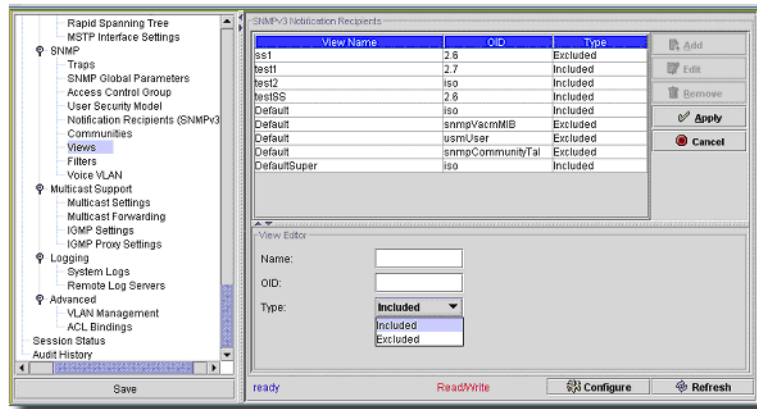 Rapid Spanning Tree
MSTP Interface Settings
SNMP
Traps
SNMP Global Parameters
Access Control Group
User Security Model
Notification Recipients (SNMPv3
Communities
Views
Filters
Voice VLAN
Multicast Support
Multicast Settings
Multicast Forwarding
IGMP Settings
IGMP Proxy Settings
Logging
System Logs
Remote Log Servers
Advanced
VLAN Management
ACL Bindings
Session Status
Audit History
Save
SNMPv3 Notification Recipients
View Name OID Type
ss1 2.6 Excluded
test1 2.7 Included
test2 iso Included
testSS 2.6 Included
Default iso Included
Default snmpVacmMIB Excluded
Default usmUser Excluded
Default snmpCommunityTal Excluded
DefaultSuper iso Included
Add
Edit
Remove
Apply
Cancel
View Editor
Name:
OID:
Type: Included
Included
Excluded
ready Read/Write Configure Refresh